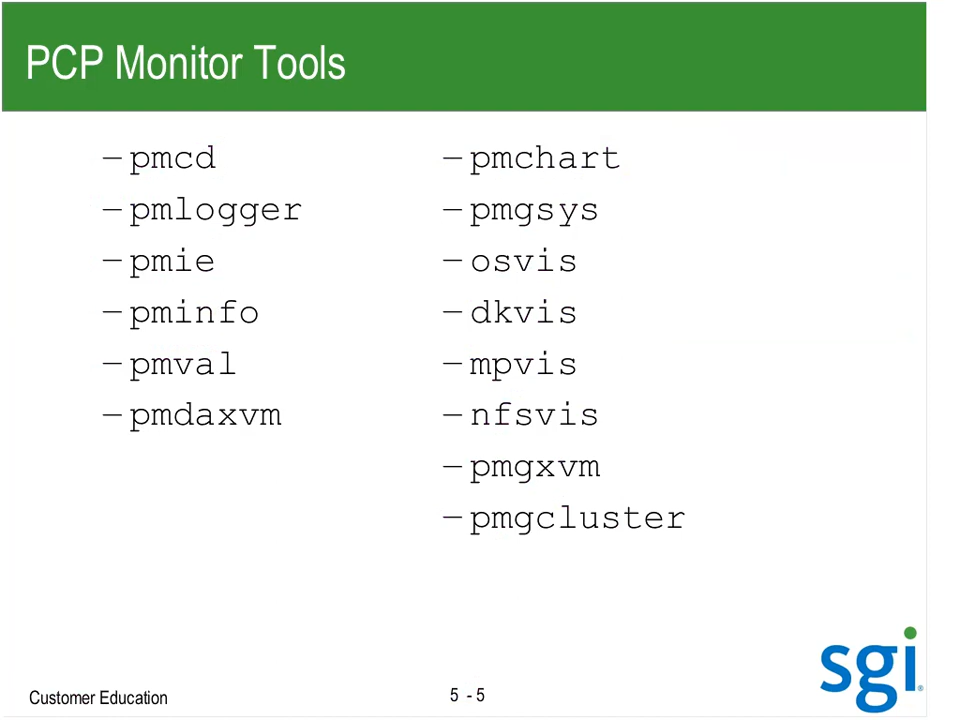 PCP Monitor Tools
–pmcd
–pmlogger
–pmie
–pminfo
–pmval
–pmdaxvm
–pmchart
–pmgsys
–osvis
–dkvis
–mpvis
–nfsvis
–pmgxvm
–pmgcluster
Customer Education
5 - 5
sgi®